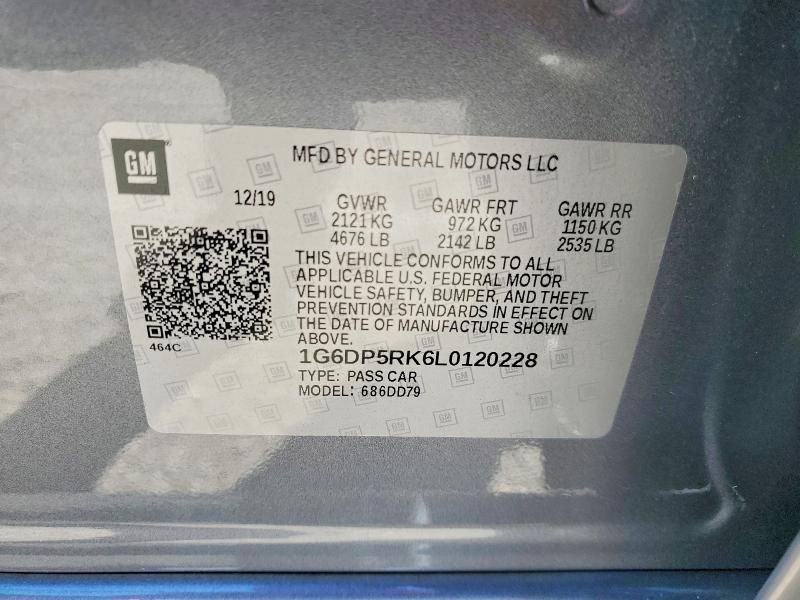 GM
MFD BY GENERAL MOTORS LLC
12/19 GVWR GAWR FRT GAWR RR
2121 KG 972 KG 1150 KG
4676 LB 2142 LB 2535 LB
THIS VEHICLE CONFORMS TO ALL
APPLICABLE U.S. FEDERAL MOTOR
VEHICLE SAFETY, BUMPER, AND THEFT
PREVENTION STANDARDS IN EFFECT ON
THE DATE OF MANUFACTURE SHOWN
ABOVE.
464C
1G6DP5RK6L0120228
TYPE: PASS CAR
MODEL: 686DD79